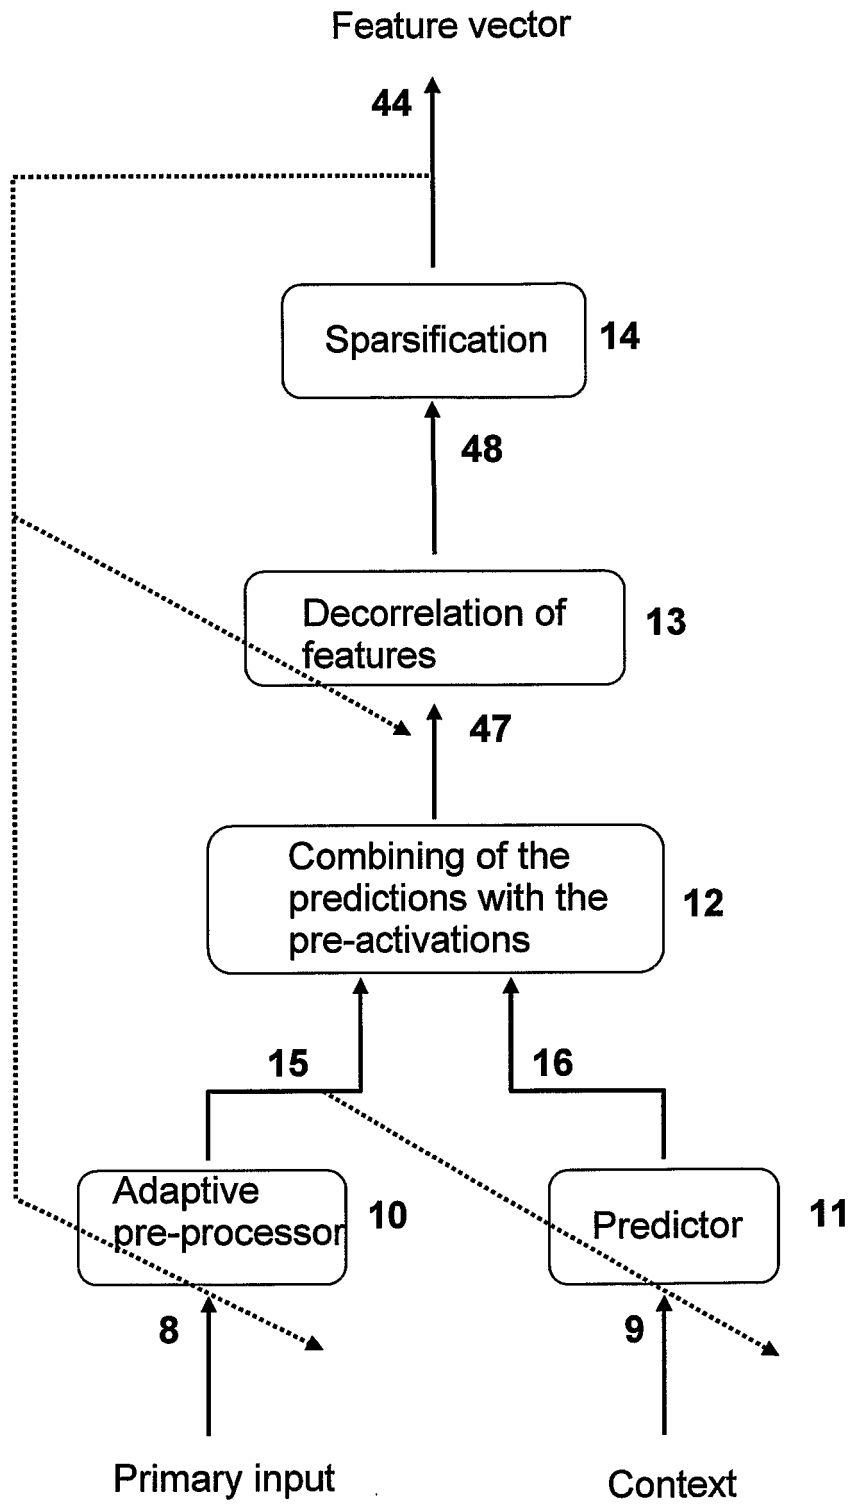 Feature vector
44
Sparsification
14
48
Decorrelation of
features
13
47
Combining of the
predictions with the
pre-activations
12
15
16
Adaptive
pre-processor
10
Predictor
11
8
9
Primary input
Context